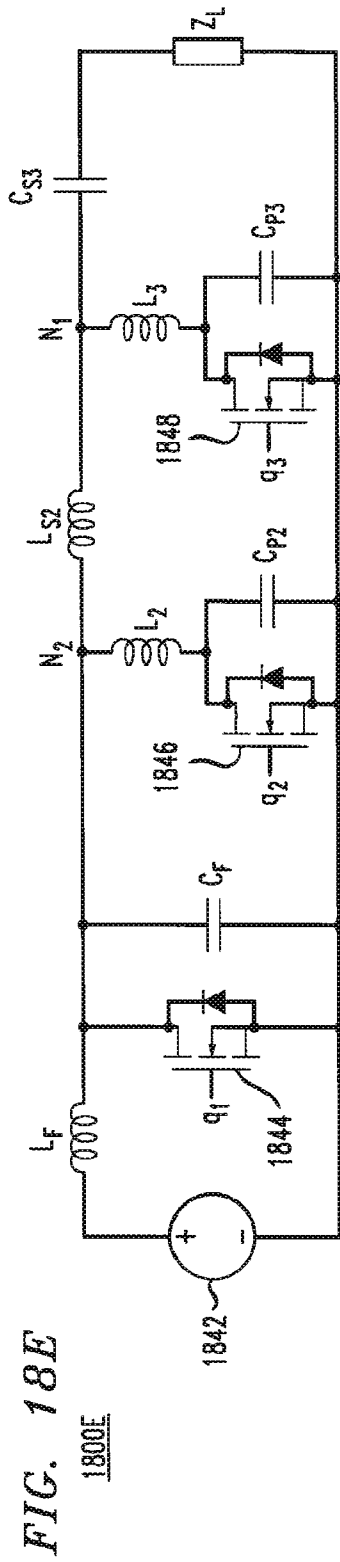 FIG. 18E
1800E
L_F
N_2
L_S2
N_1
C_S3
L_2
L_3
Z_L
C_F
C_P2
C_P3
+
-
1842
q_1
1844
1846
q_2
1848
q_3